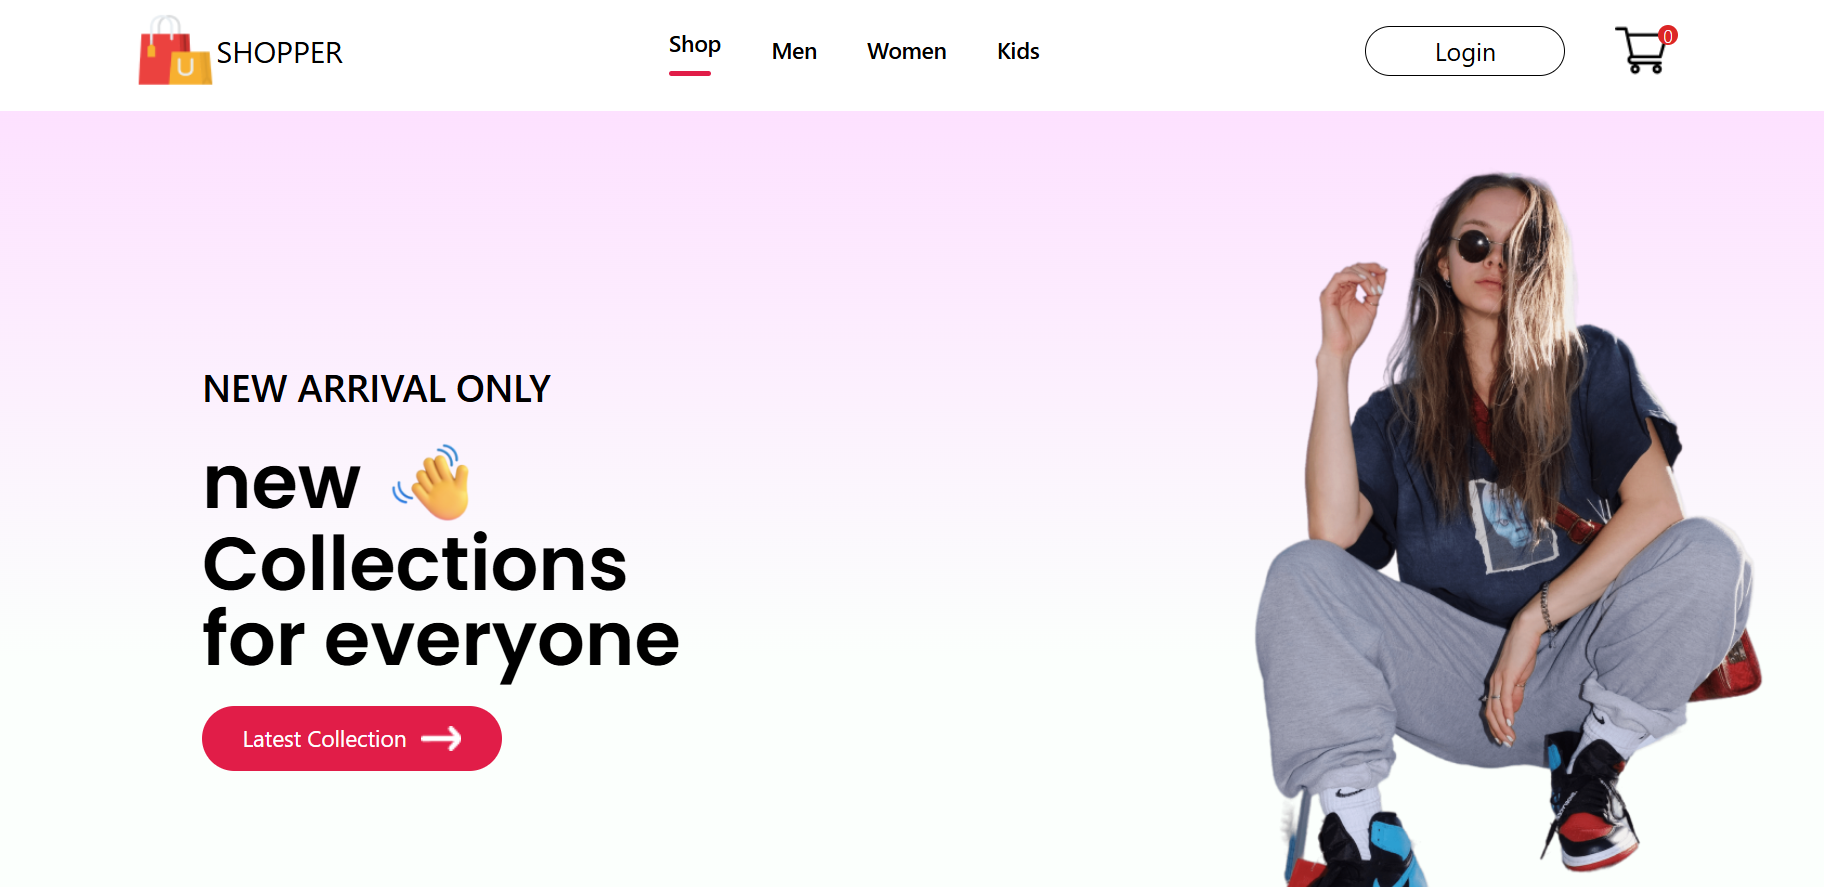 SHOPPER
Shop
Men
Women
Kids
Login
0
NEW ARRIVAL ONLY
new
Collections
for everyone
Latest Collection